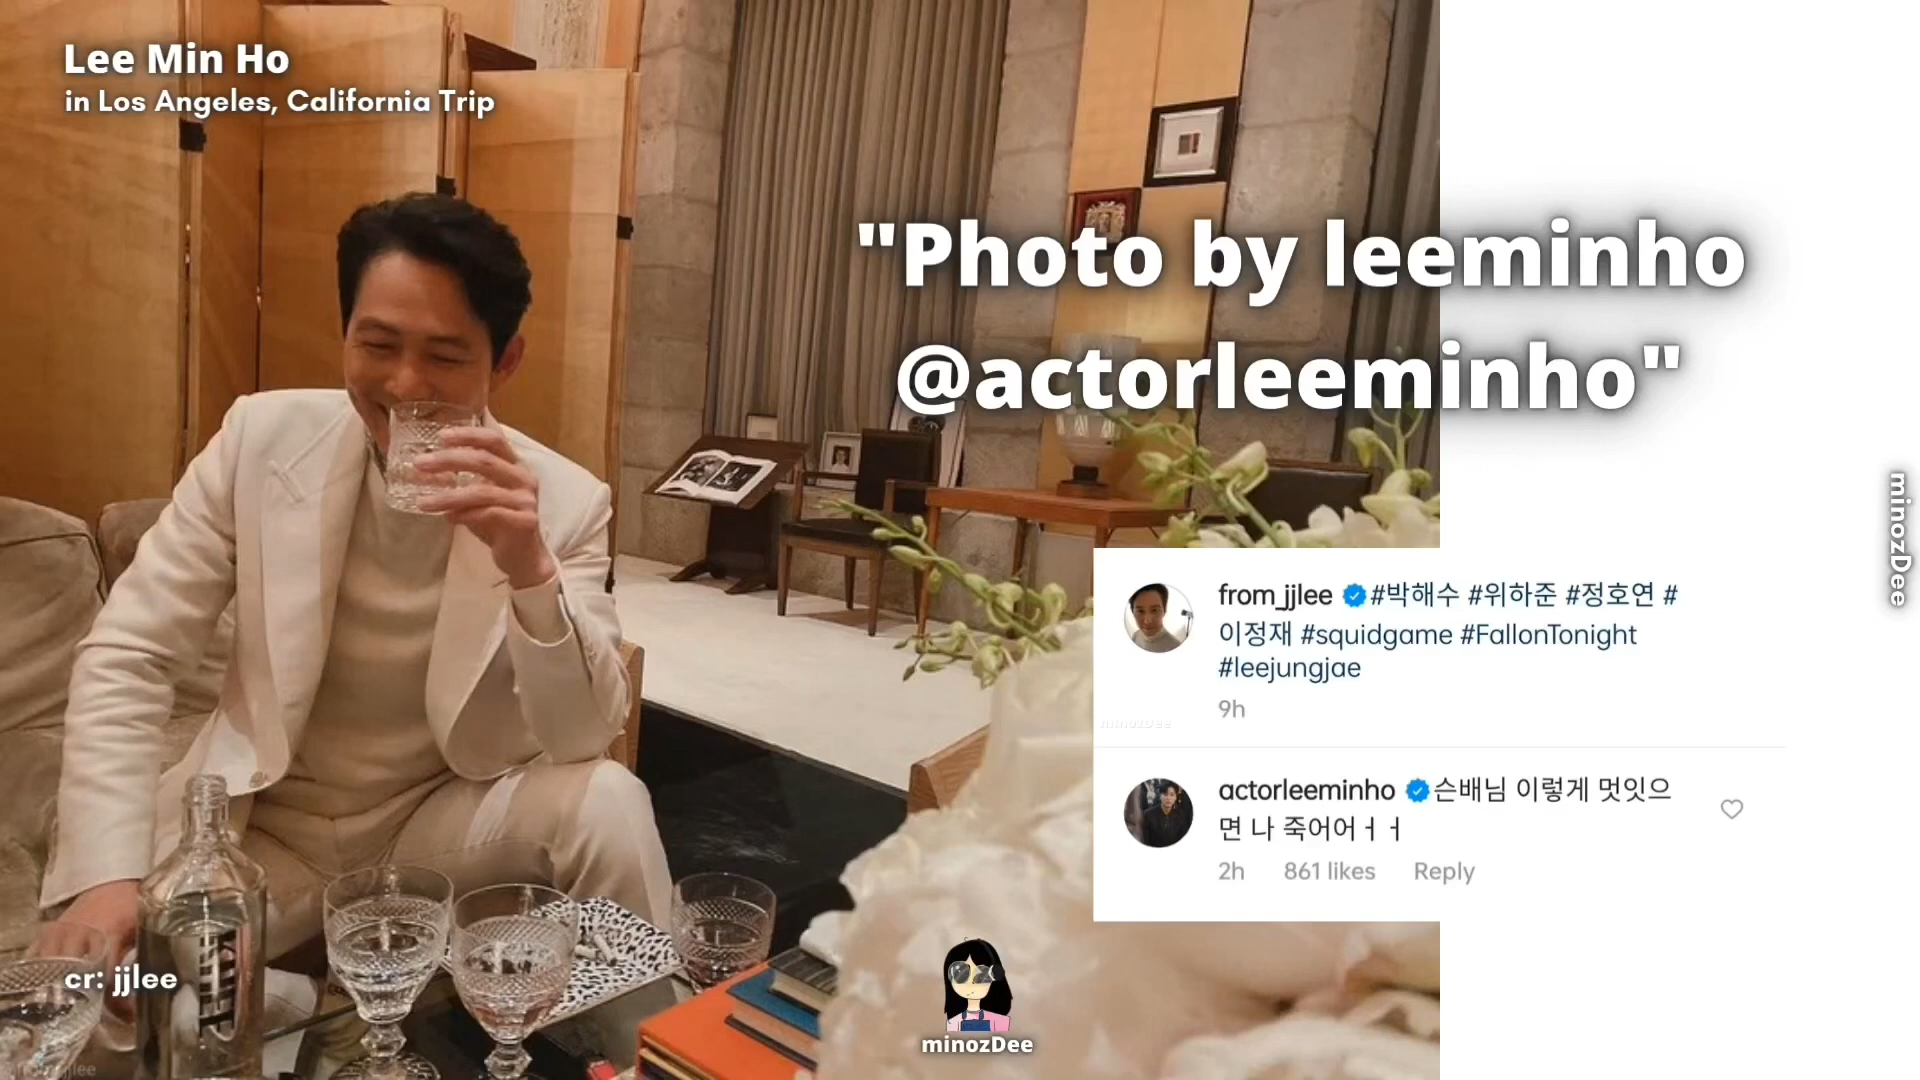 Lee Min Ho
in Los Angeles, California Trip
"Photo by leeminho
@actorleeminho"
minozDee
from_jjlee #박해수 #위하준 #정호연 #
이정재 #squidgame #FallonTonight
#leejungjae
9h
minozDee
actorleeminho 슨배님 이렇게 멋잇으
면 나 죽어어ㅓㅓ
2h 861 likes Reply
cr: jjlee
minozDee